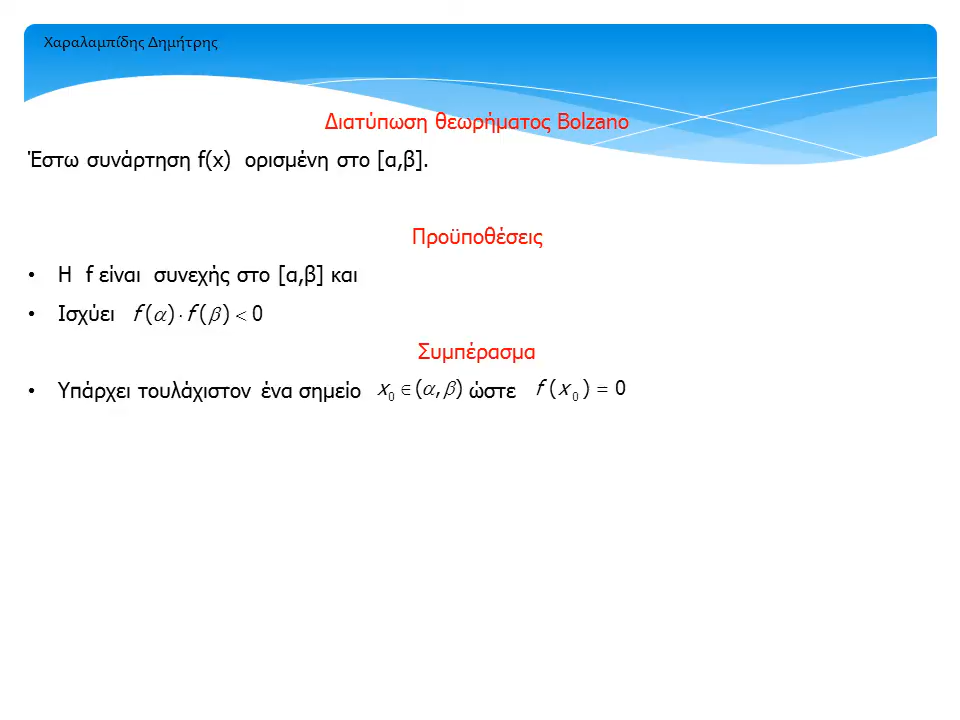 Χαραλαμπίδης Δημήτρης
Διατύπωση θεωρήματος Bolzano
Έστω συνάρτηση f(x) ορισμένη στο [α,β].
Προϋποθέσεις
• Η f είναι συνεχής στο [α,β] και
• Ισχύει f(α)·f(β)<0
Συμπέρασμα
• Υπάρχει τουλάχιστον ένα σημείο x₀∈(α,β) ώστε f(x₀)=0